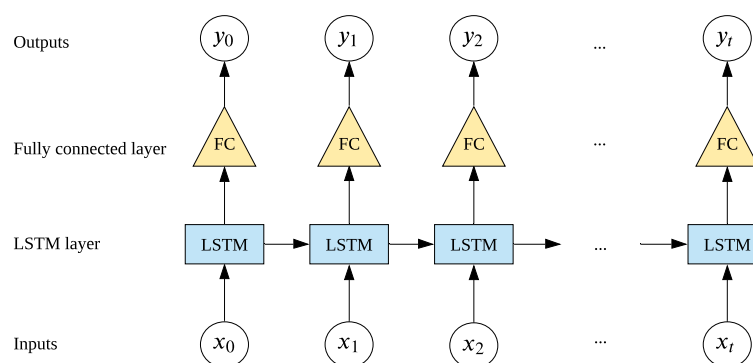 Outputs y₀ y₁ y₂ ... yₜ
Fully connected layer FC FC FC ... FC
LSTM layer LSTM LSTM LSTM ... LSTM
Inputs x₀ x₁ x₂ ... xₜ